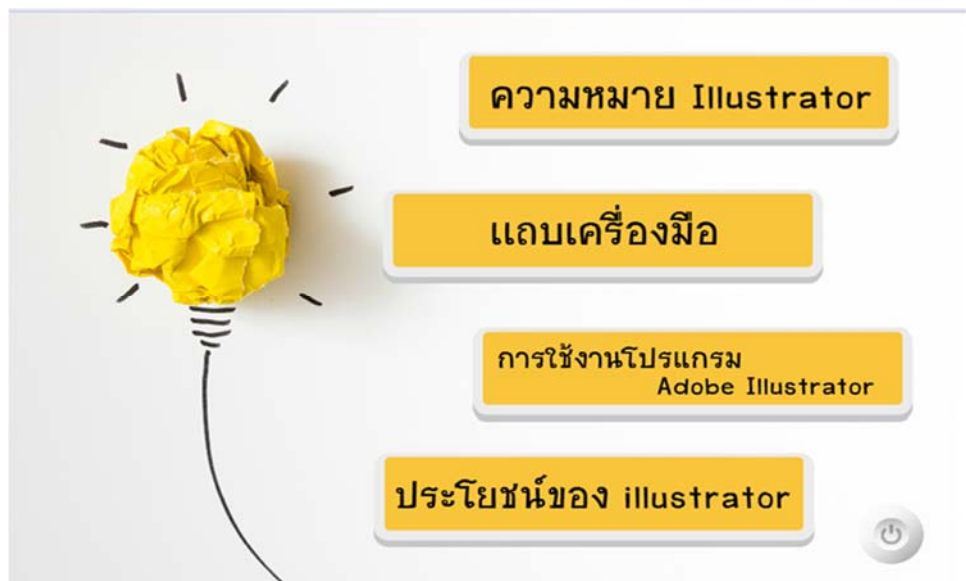 ความหมาย Illustrator
แถบเครื่องมือ
การใช้งานโปรแกรม
Adobe Illustrator
ประโยชน์ของ illustrator